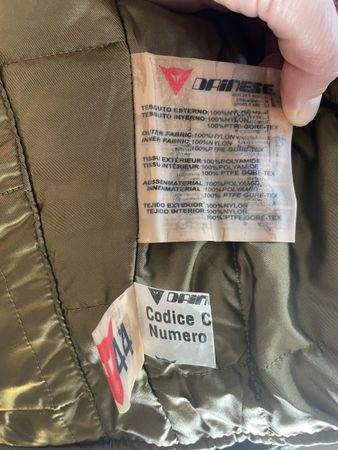 DAINESE
TESSUTO ESTERNO:100%NYLON
TESSUTO INTERNO:100%NYLON
100%PTFE GORE-TEX
OUTER FABRIC:100%NYLON
INNER FABRIC:100%NYLON
100%PTFE GORE-TEX
TISSU EXTÉRIEUR:100%POLYAMIDE
TISSU INTÉRIEUR:100%POLYAMIDE
100% PTFE GORE-TEX
AUSSENMATERIAL:100%POLYAMID
INNENMATERIAL:100%POLYAMID
100%PTFE GORE-TEX
TEJIDO EXTERIOR:100%NYLON
TEJIDO INTERIOR:100%NYLON
100%PTFE GORE-TEX
DAINE
Codice C
Numero
44